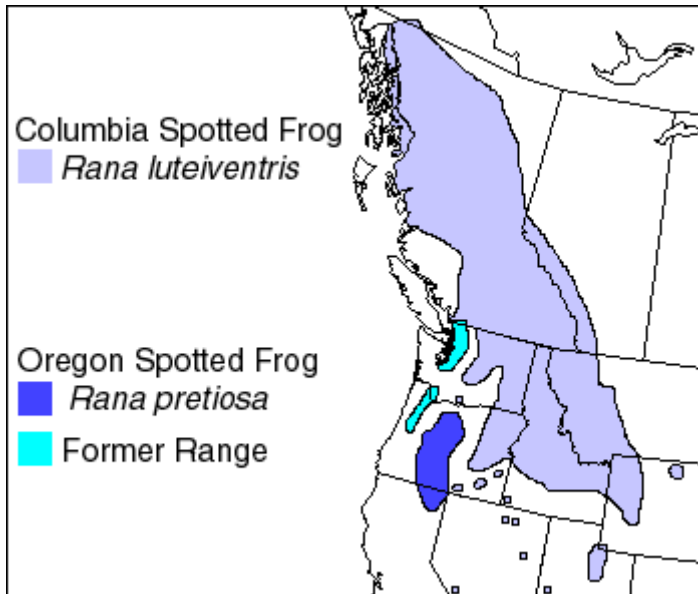 Columbia Spotted Frog
Rana luteiventris
Oregon Spotted Frog
Rana pretiosa
Former Range